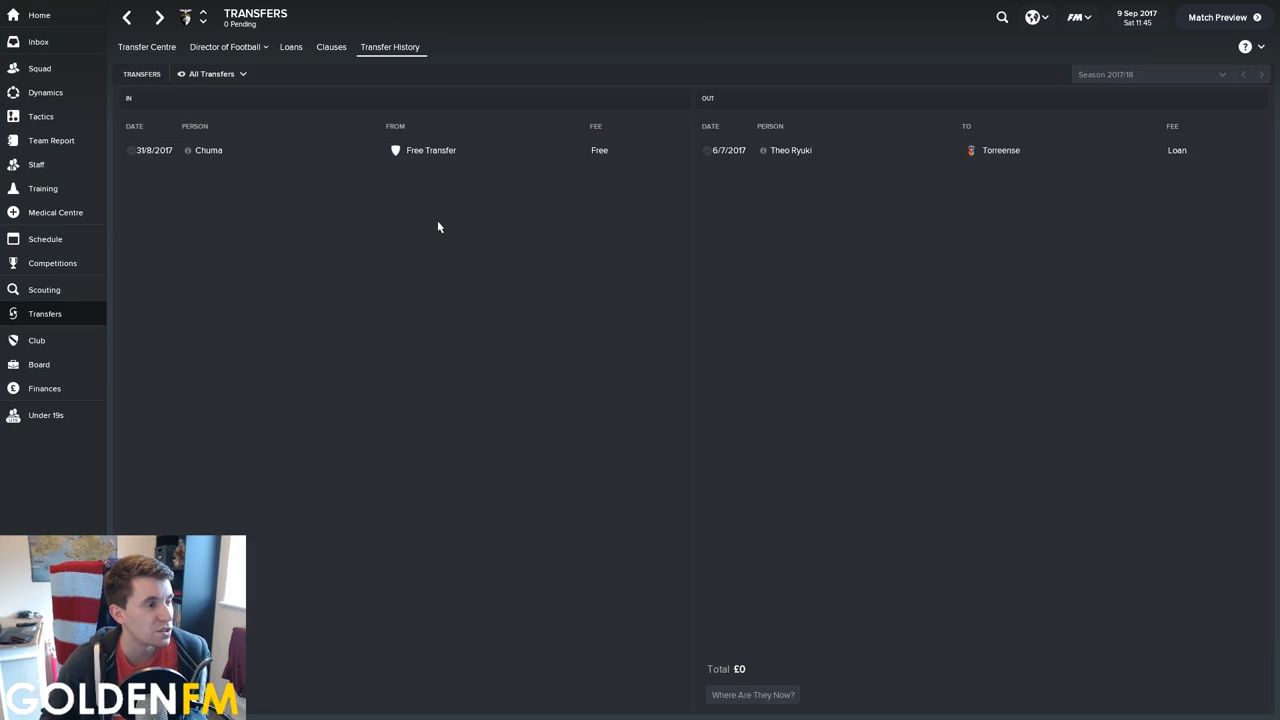 Home
Inbox
Squad
Dynamics
Tactics
Team Report
Staff
Training
Medical Centre
Schedule
Competitions
Scouting
Transfers
Club
Board
Finances
Under 19s
TRANSFERS
0 Pending
FM
9 Sep 2017
Sat 11:45
Match Preview
Transfer Centre
Director of Football
Loans
Clauses
Transfer History
?
TRANSFERS
All Transfers
Season 2017/18
IN
DATE PERSON FROM FEE
31/8/2017 Chuma Free Transfer Free
OUT
DATE PERSON TO FEE
6/7/2017 Theo Ryuki Torreense Loan
Total £0
Where Are They Now?
GOLDENFM